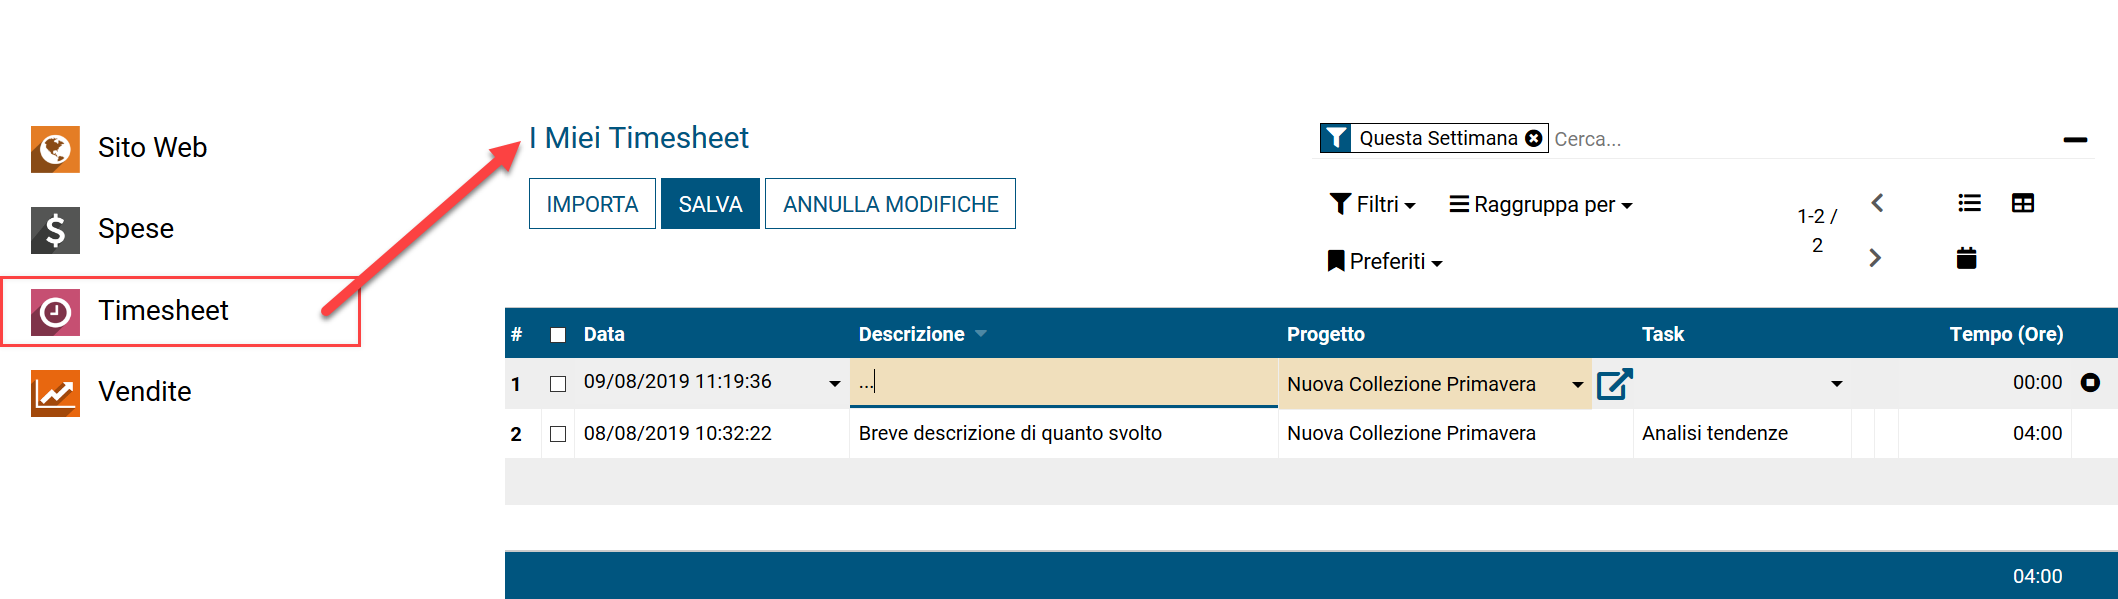 Sito Web
Spese
Timesheet
Vendite
I Miei Timesheet
IMPORTA SALVA ANNULLA MODIFICHE
Questa Settimana Cerca...
Filtri Raggruppa per
Preferiti
1-2 /
2
# Data Descrizione Progetto Task Tempo (Ore)
1 09/08/2019 11:19:36 ... Nuova Collezione Primavera 00:00
2 08/08/2019 10:32:22 Breve descrizione di quanto svolto Nuova Collezione Primavera Analisi tendenze 04:00
04:00